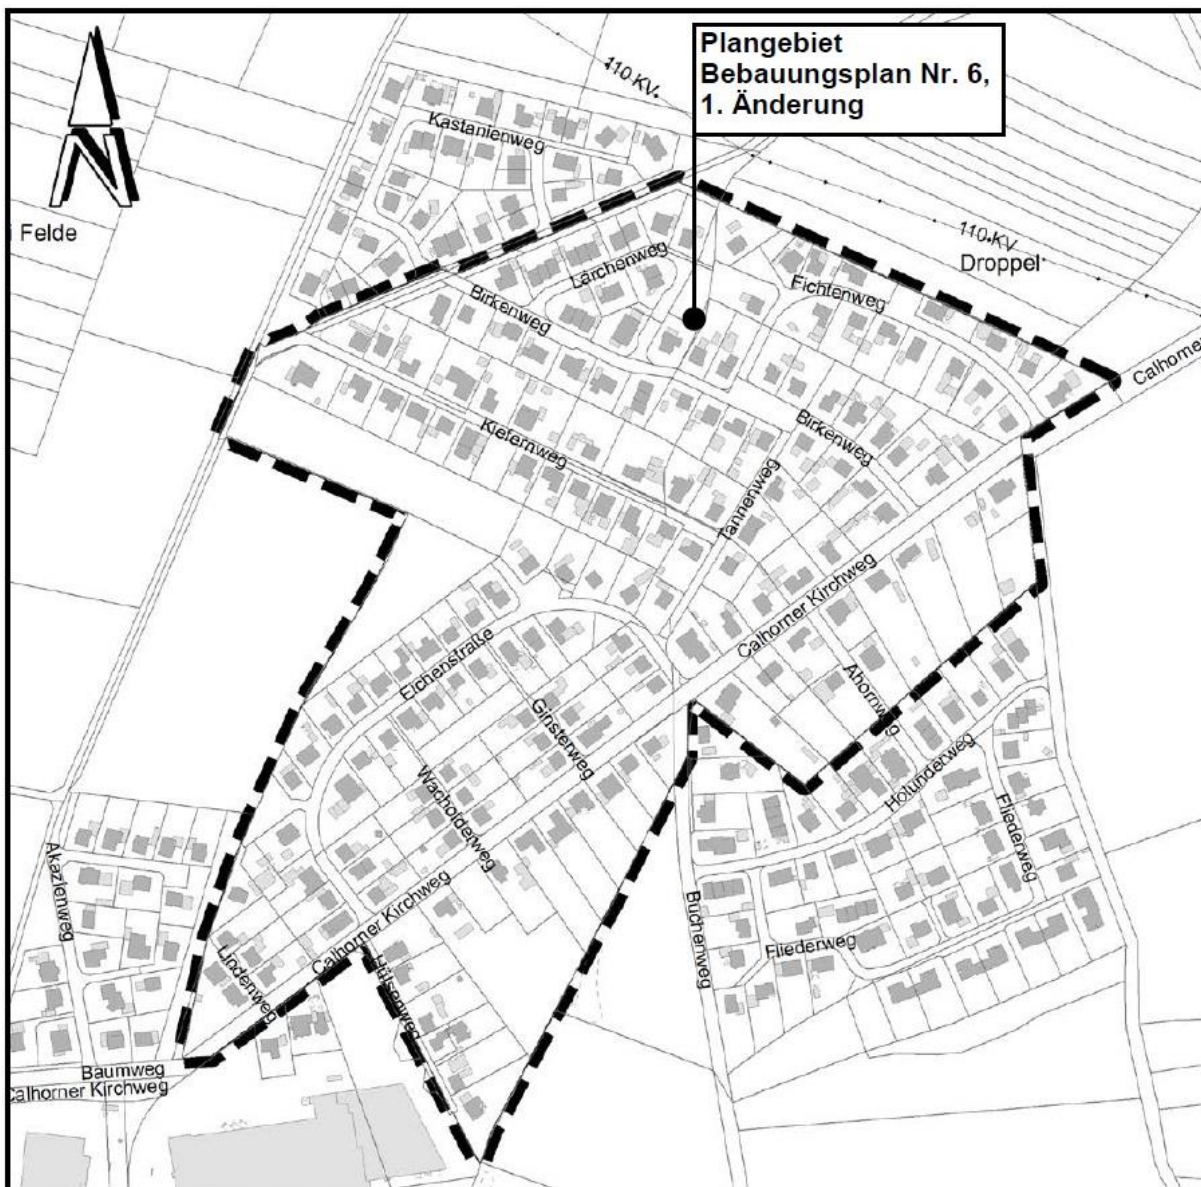 Plangebiet
Bebauungsplan Nr. 6,
1. Änderung
N
110 KV
Kastanienweg
i Felde
110 KV
Droppel
Lärchenweg
Fichtenweg
Birkenweg
Calhorner
Kiefernweg
Birkenweg
Tannenweg
Calhorner Kirchweg
Eichenstraße
Ahornweg
Ginsterweg
Holunderweg
Wacholderweg
Fliederweg
Akazienweg
Calhorner Kirchweg
Buchenweg
Fliederweg
Lindenweg
Hülsenweg
Baumweg
Calhorner Kirchweg